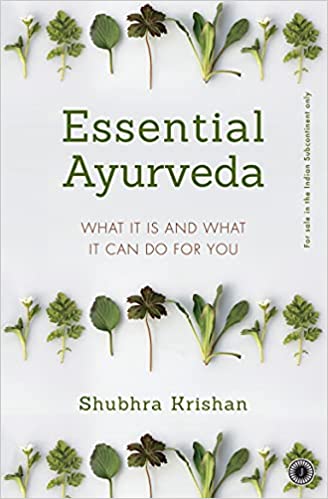 Essential
Ayurveda
WHAT IT IS AND WHAT
IT CAN DO FOR YOU
For sale in the Indian Subcontinent only
Shubhra Krishan
J